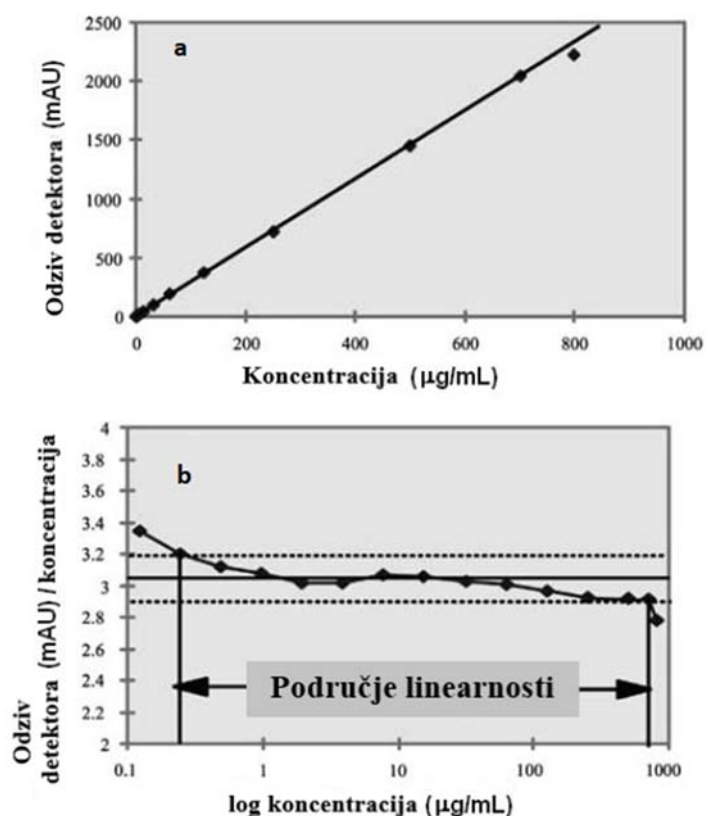 2500
a
2000
1500
1000
500
0
Odziv detektora (mAU)
0 200 400 600 800 1000
Koncentracija (µg/mL)
4
3.8
b
3.6
3.4
3.2
3
2.8
2.6
2.4
2.2
2
Odziv
detektora (mAU) / koncentracija
Područje linearnosti
0.1 1 10 100 1000
log koncentracija (µg/mL)